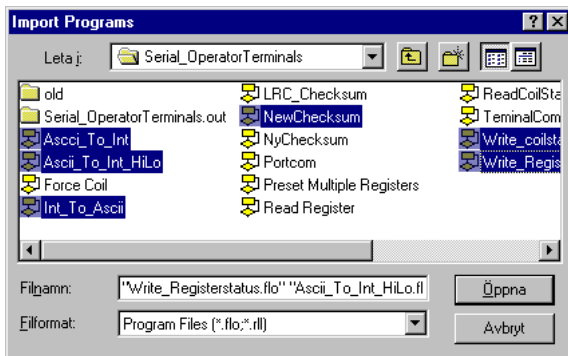 Import Programs
Leta i:
Serial_OperatorTerminals
old
Serial_OperatorTerminals.out
Ascci_To_Int
Ascii_To_Int_HiLo
Force Coil
Int_To_Ascii
LRC_Checksum
NewChecksum
NyChecksum
Portcom
Preset Multiple Registers
Read Register
ReadCoilSta
TeminalCom
Write_coilsta
Write_Regis
Filnamn:
"Write_Registerstatus.flo" "Ascii_To_Int_HiLo.fl
Öppna
Filformat:
Program Files (*.flo;*.rll)
Avbryt